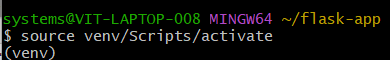 systems@VIT-LAPTOP-008 MINGW64 ~/flask-app
$ source venv/Scripts/activate
(venv)